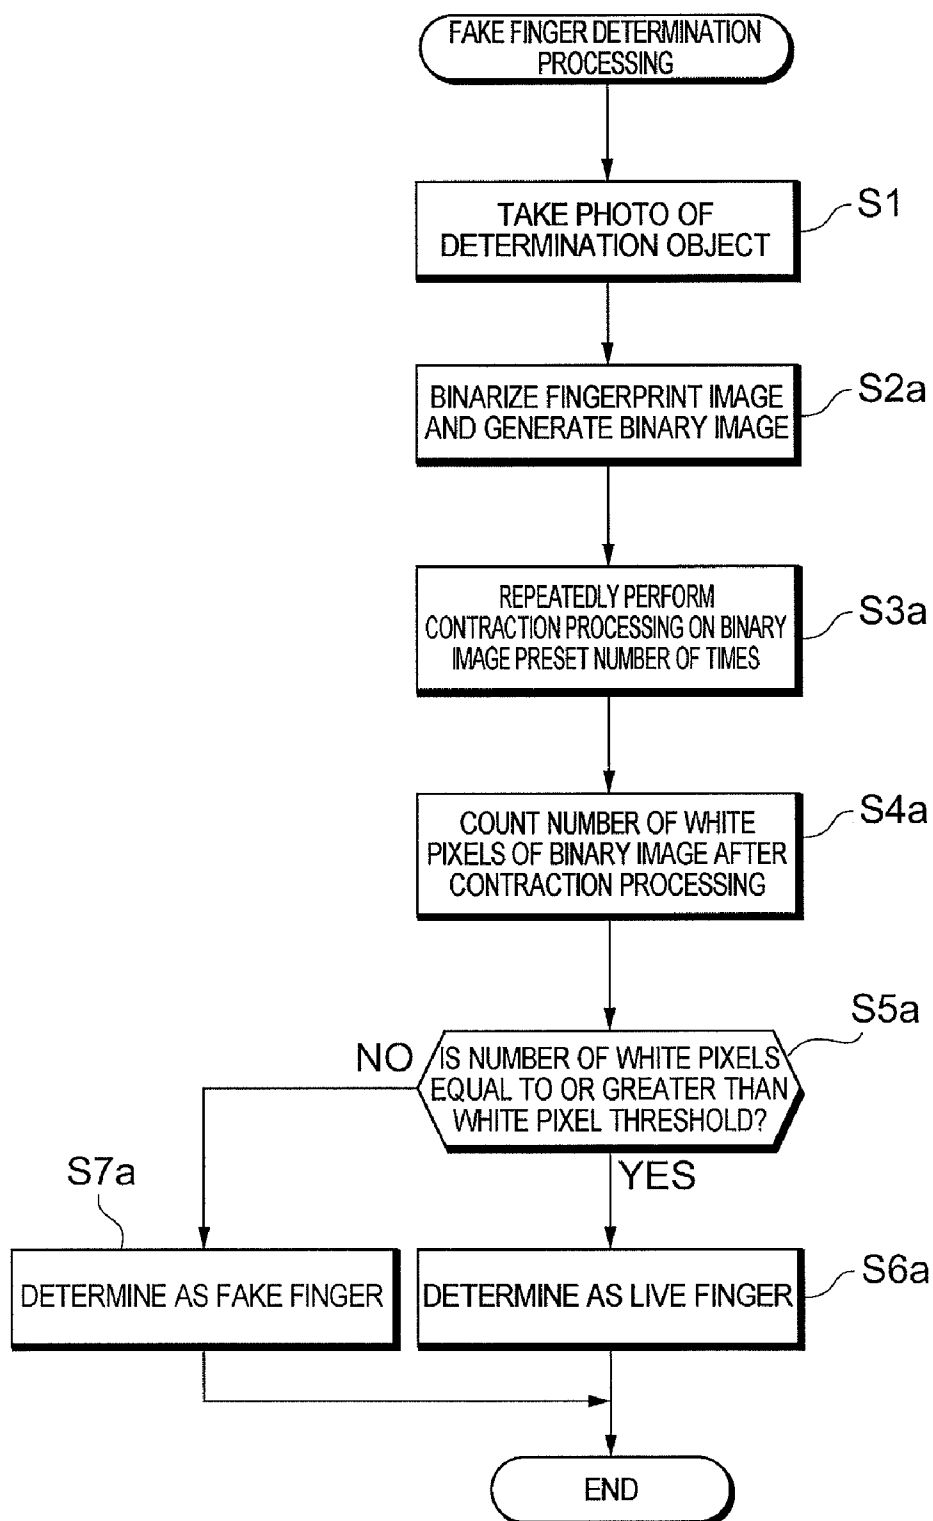 FAKE FINGER DETERMINATION
PROCESSING
TAKE PHOTO OF
DETERMINATION OBJECT
S1
BINARIZE FINGERPRINT IMAGE
AND GENERATE BINARY IMAGE
S2a
REPEATEDLY PERFORM
CONTRACTION PROCESSING ON BINARY
IMAGE PRESET NUMBER OF TIMES
S3a
COUNT NUMBER OF WHITE
PIXELS OF BINARY IMAGE AFTER
CONTRACTION PROCESSING
S4a
S5a
NO
IS NUMBER OF WHITE PIXELS
EQUAL TO OR GREATER THAN
WHITE PIXEL THRESHOLD?
YES
S7a
DETERMINE AS FAKE FINGER
DETERMINE AS LIVE FINGER
S6a
END